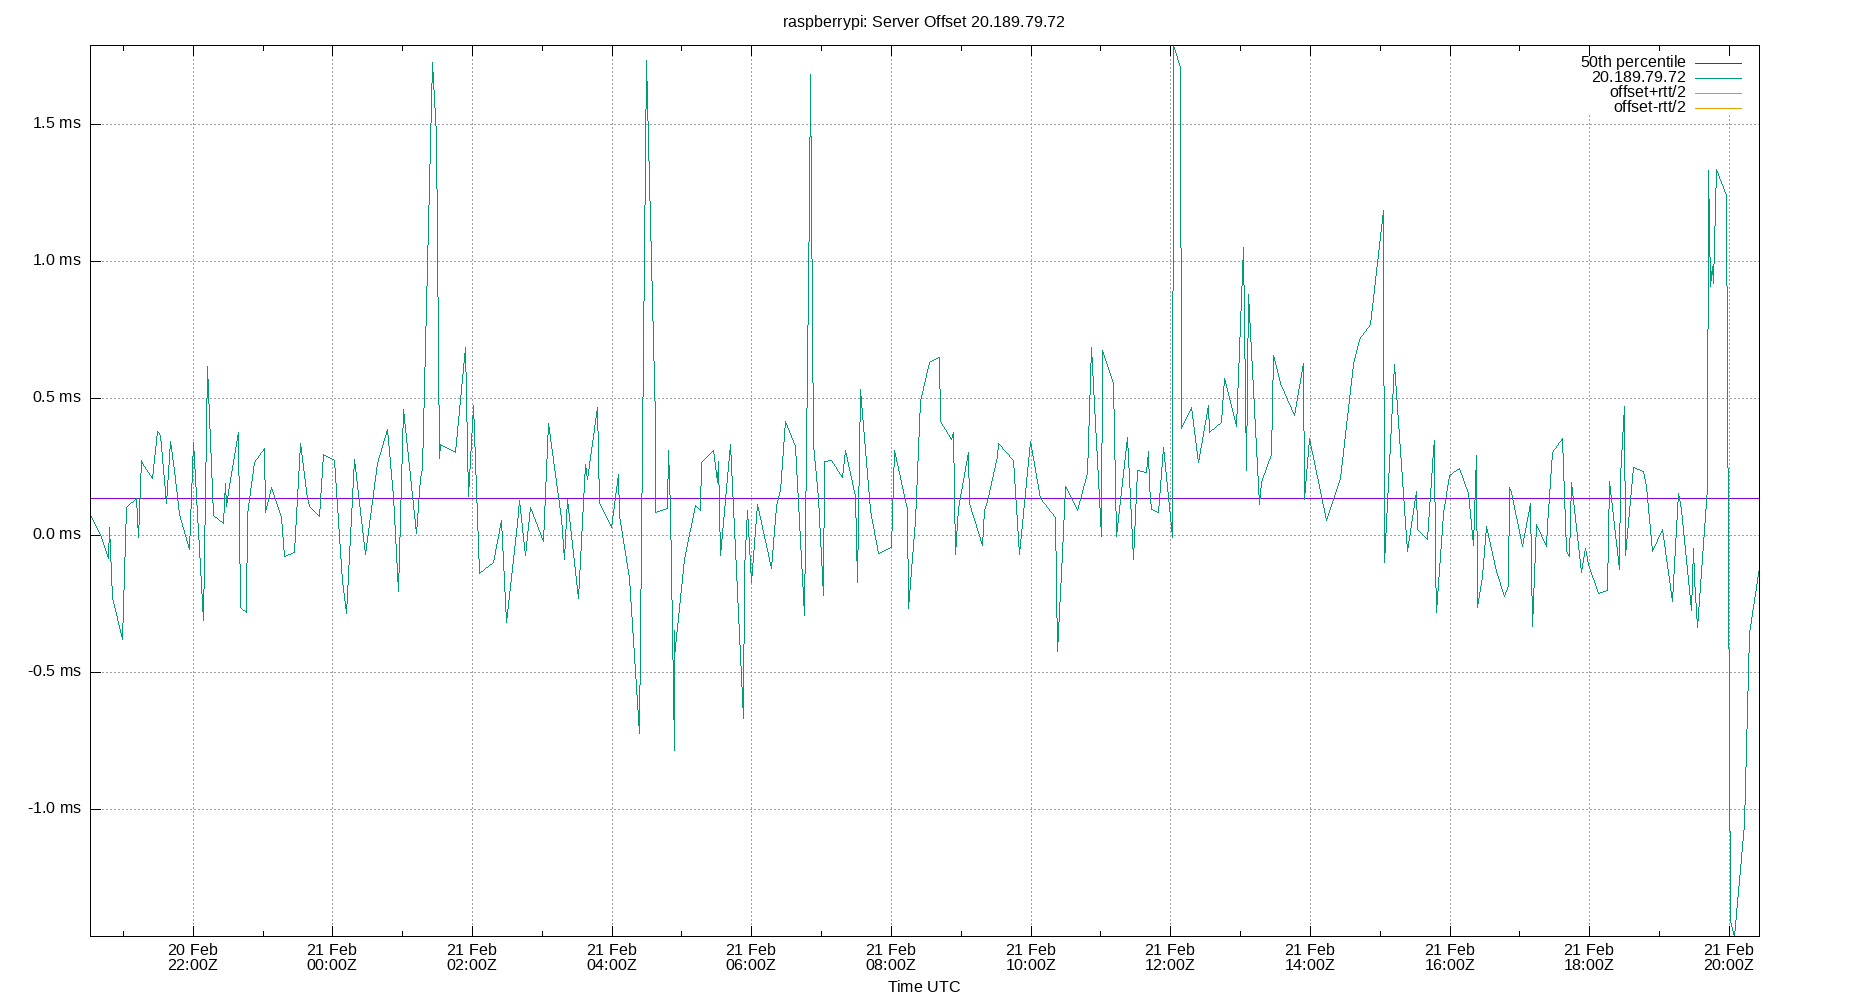 raspberrypi: Server Offset 20.189.79.72
50th percentile
20.189.79.72
offset+rtt/2
offset-rtt/2
1.5 ms
1.0 ms
0.5 ms
0.0 ms
-0.5 ms
-1.0 ms
20 Feb 21 Feb 21 Feb 21 Feb 21 Feb 21 Feb 21 Feb 21 Feb 21 Feb 21 Feb 21 Feb 21 Feb
22:00Z 00:00Z 02:00Z 04:00Z 06:00Z 08:00Z 10:00Z 12:00Z 14:00Z 16:00Z 18:00Z 20:00Z
Time UTC